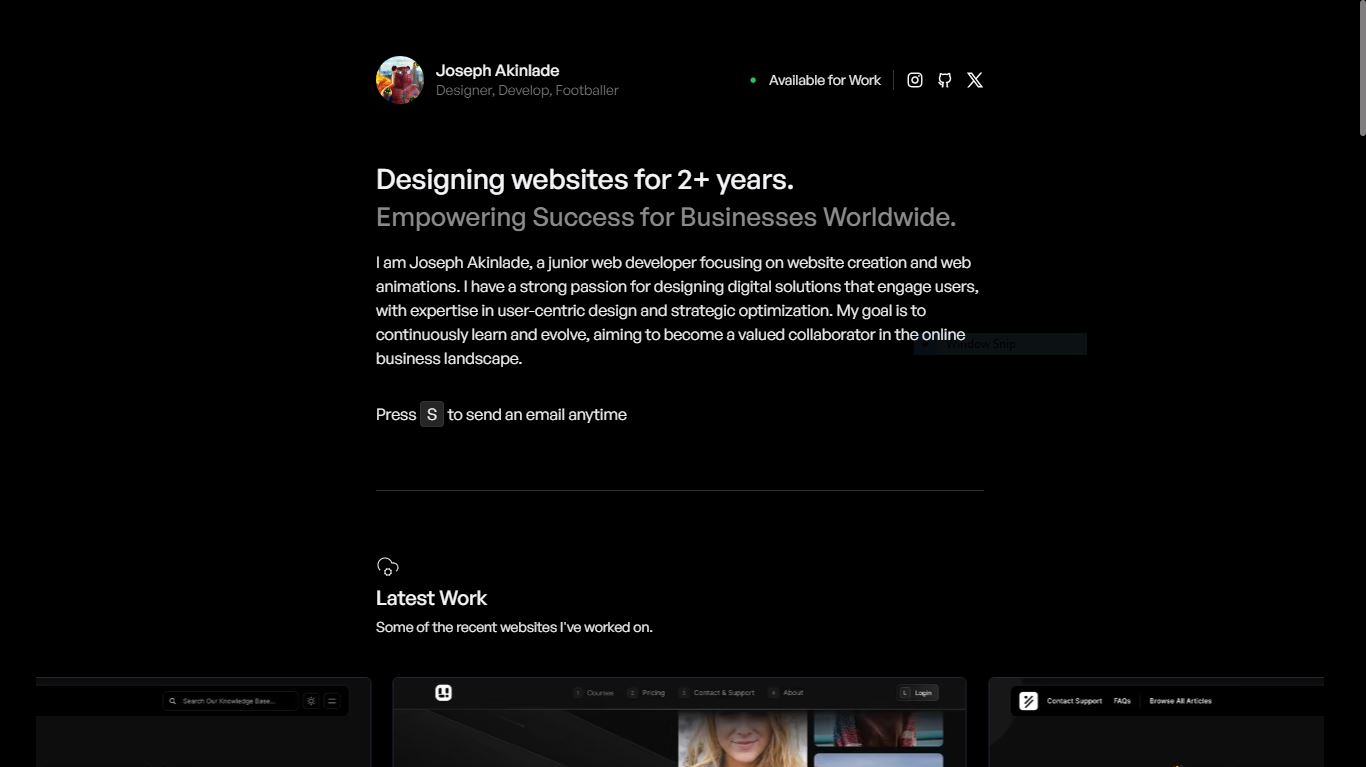 Joseph Akinlade
Designer, Develop, Footballer
Available for Work
Designing websites for 2+ years.
Empowering Success for Businesses Worldwide.
I am Joseph Akinlade, a junior web developer focusing on website creation and web
animations. I have a strong passion for designing digital solutions that engage users,
with expertise in user-centric design and strategic optimization. My goal is to
continuously learn and evolve, aiming to become a valued collaborator in the online
business landscape.
Window Snip
Press S to send an email anytime
Latest Work
Some of the recent websites I've worked on.
Search Our Knowledge Base...
1 Courses 2 Pricing 3 Contact & Support 4 About L Login
Contact Support FAQs Browse All Articles